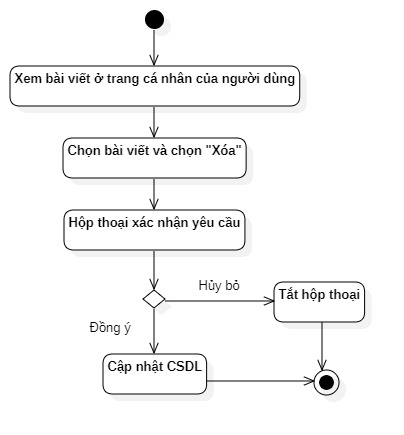 Xem bài viết ở trang cá nhân của người dùng
Chọn bài viết và chọn "Xóa"
Hộp thoại xác nhận yêu cầu
Hủy bỏ
Tắt hộp thoại
Đồng ý
Cập nhật CSDL